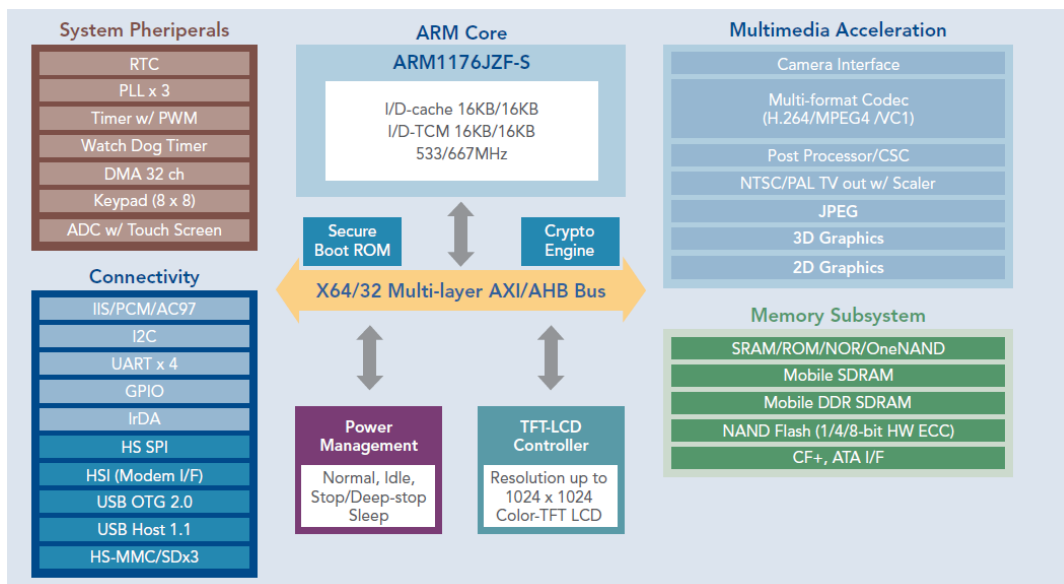 System Pheriperals
RTC
PLL x 3
Timer w/ PWM
Watch Dog Timer
DMA 32 ch
Keypad (8 x 8)
ADC w/ Touch Screen
Connectivity
IIS/PCM/AC97
I2C
UART x 4
GPIO
IrDA
HS SPI
HSI (Modem I/F)
USB OTG 2.0
USB Host 1.1
HS-MMC/SDx3
ARM Core
ARM1176JZF-S
I/D-cache 16KB/16KB
I/D-TCM 16KB/16KB
533/667MHz
Secure
Boot ROM
Crypto
Engine
X64/32 Multi-layer AXI/AHB Bus
Power
Management
Normal, Idle,
Stop/Deep-stop
Sleep
TFT-LCD
Controller
Resolution up to
1024 x 1024
Color-TFT LCD
Multimedia Acceleration
Camera Interface
Multi-format Codec
(H.264/MPEG4 /VC1)
Post Processor/CSC
NTSC/PAL TV out w/ Scaler
JPEG
3D Graphics
2D Graphics
Memory Subsystem
SRAM/ROM/NOR/OneNAND
Mobile SDRAM
Mobile DDR SDRAM
NAND Flash (1/4/8-bit HW ECC)
CF+, ATA I/F